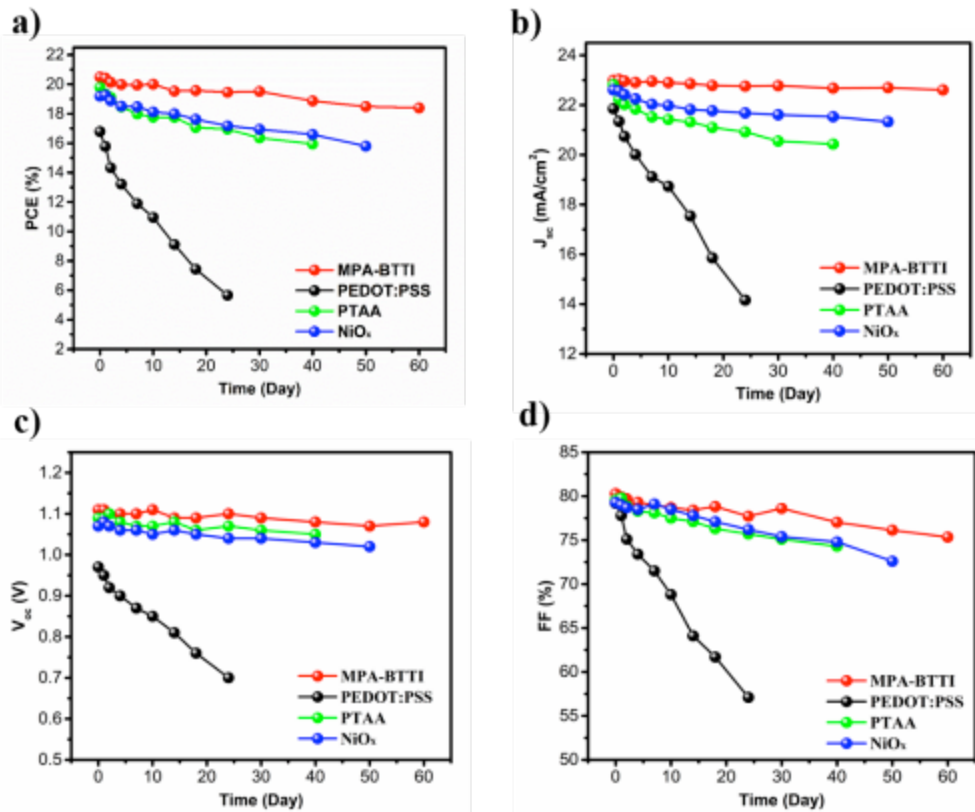 a)
22
20
18
16
14
12
10
8
6
4
2
PCE (%)
MPA-BTTI
PEDOT:PSS
PTAA
NiOₓ
0 10 20 30 40 50 60
Time (Day)
b)
24
22
20
18
16
14
12
J_sc (mA/cm²)
MPA-BTTI
PEDOT:PSS
PTAA
NiOₓ
0 10 20 30 40 50 60
Time (Day)
c)
1.2
1.1
1.0
0.9
0.8
0.7
0.6
0.5
V_oc (V)
MPA-BTTI
PEDOT:PSS
PTAA
NiOₓ
0 10 20 30 40 50 60
Time (Day)
d)
85
80
75
70
65
60
55
50
FF (%)
MPA-BTTI
PEDOT:PSS
PTAA
NiOₓ
0 10 20 30 40 50 60
Time (Day)